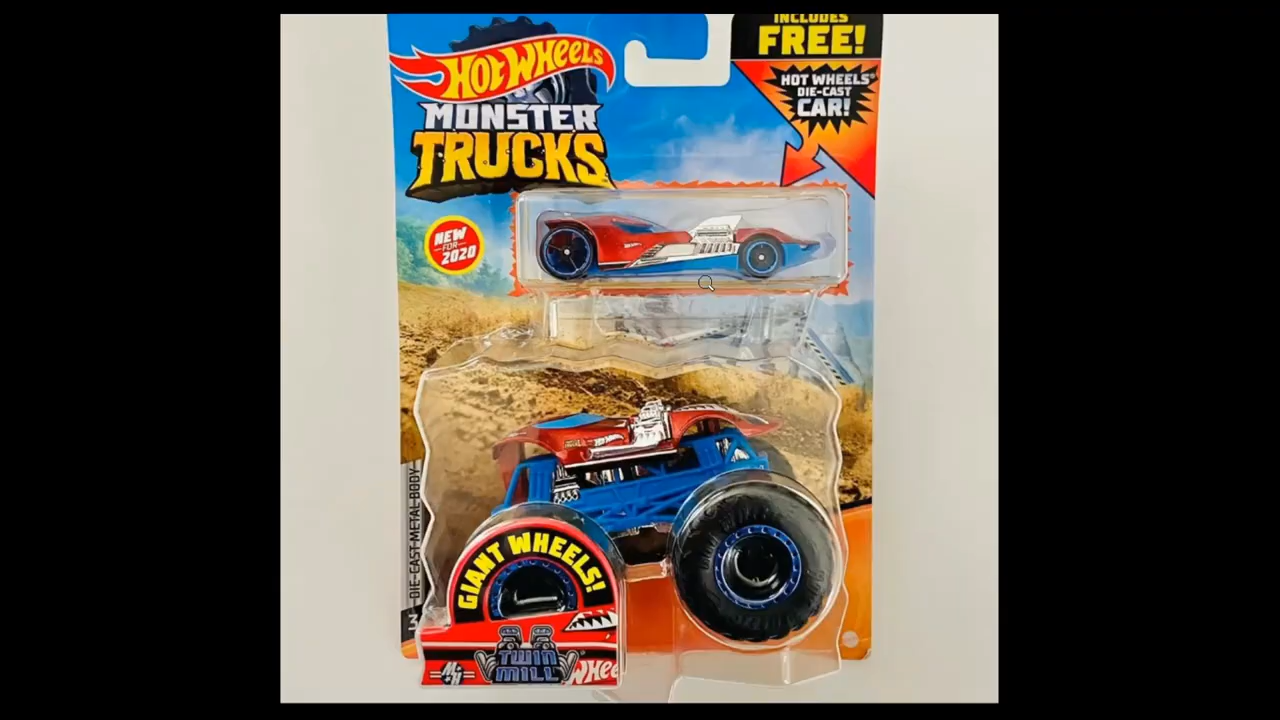 INCLUDES
FREE!
HOT WHEELS®
DIE-CAST
CAR!
HOT WHEELS
MONSTER
TRUCKS
NEW
FOR
2020
DIE-CAST METAL BODY
GIANT WHEELS!
TWIN
MILL